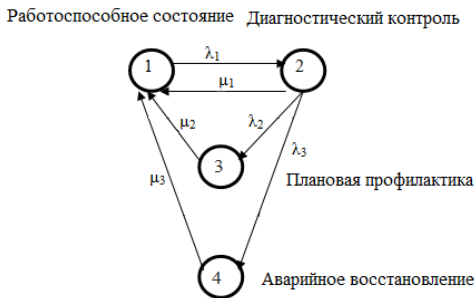 Работоспособное состояние Диагностический контроль
λ₁
1 2
μ₁
μ₂ λ₂
λ₃
3
μ₃ Плановая профилактика
4 Аварийное восстановление